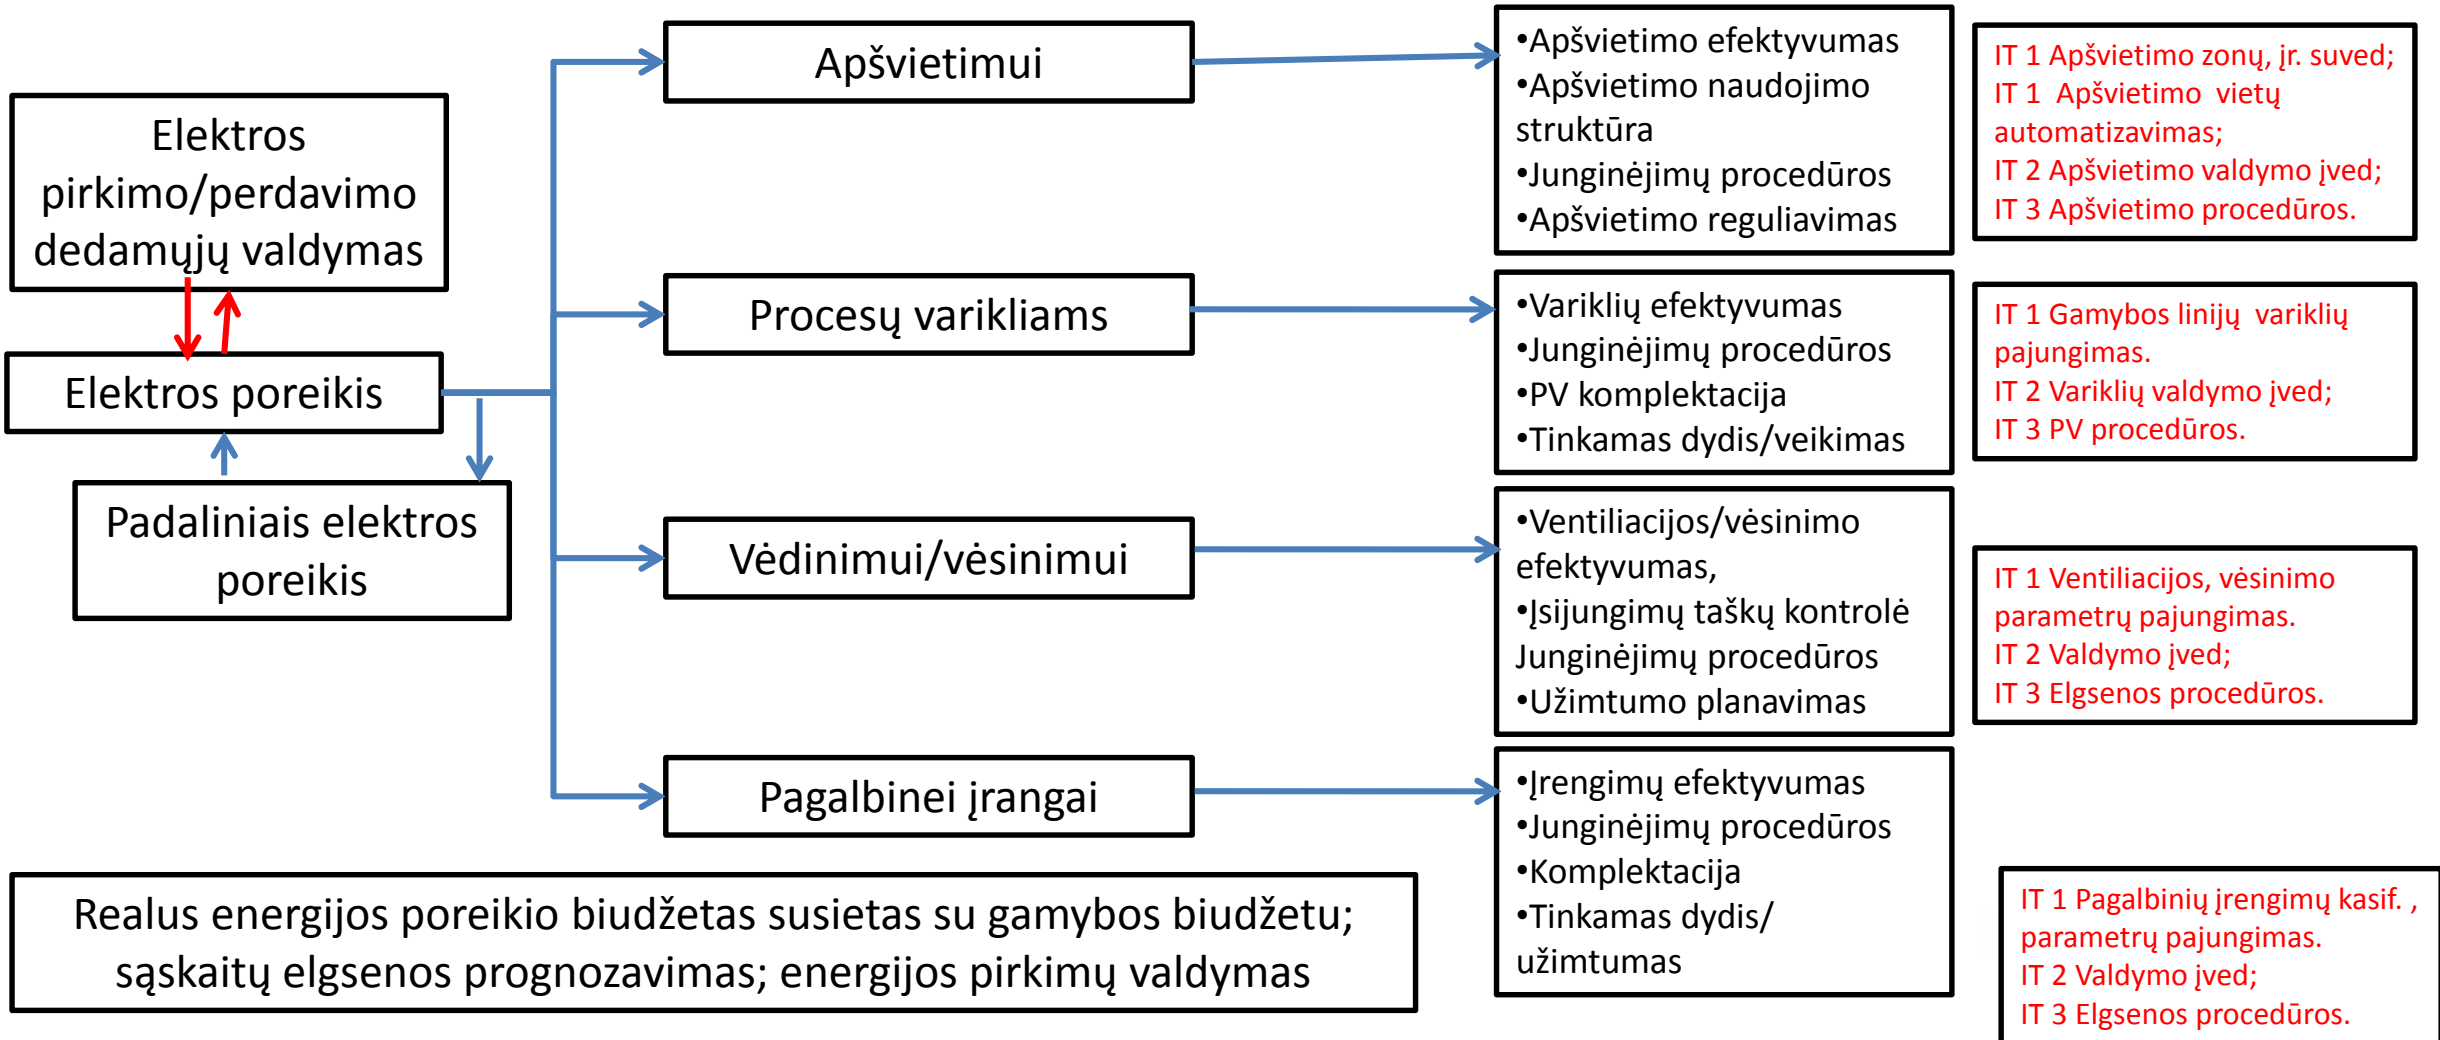 Elektros
pirkimo/perdavimo
dedamųjų valdymas
Elektros poreikis
Padaliniais elektros
poreikis
Apšvietimui
•Apšvietimo efektyvumas
•Apšvietimo naudojimo
struktūra
•Junginėjimų procedūros
•Apšvietimo reguliavimas
IT 1 Apšvietimo zonų, įr. suved;
IT 1  Apšvietimo  vietų
automatizavimas;
IT 2 Apšvietimo valdymo įved;
IT 3 Apšvietimo procedūros.
Procesų varikliams
•Variklių efektyvumas
•Junginėjimų procedūros
•PV komplektacija
•Tinkamas dydis/veikimas
IT 1 Gamybos linijų  variklių
pajungimas.
IT 2 Variklių valdymo įved;
IT 3 PV procedūros.
Vėdinimui/vėsinimui
•Ventiliacijos/vėsinimo
efektyvumas,
•Įsijungimų taškų kontrolė
Junginėjimų procedūros
•Užimtumo planavimas
IT 1 Ventiliacijos, vėsinimo
parametrų pajungimas.
IT 2 Valdymo įved;
IT 3 Elgsenos procedūros.
Pagalbinei įrangai
•Įrengimų efektyvumas
•Junginėjimų procedūros
•Komplektacija
•Tinkamas dydis/
užimtumas
IT 1 Pagalbinių įrengimų kasif. ,
parametrų pajungimas.
IT 2 Valdymo įved;
IT 3 Elgsenos procedūros.
Realus energijos poreikio biudžetas susietas su gamybos biudžetu;
sąskaitų elgsenos prognozavimas; energijos pirkimų valdymas